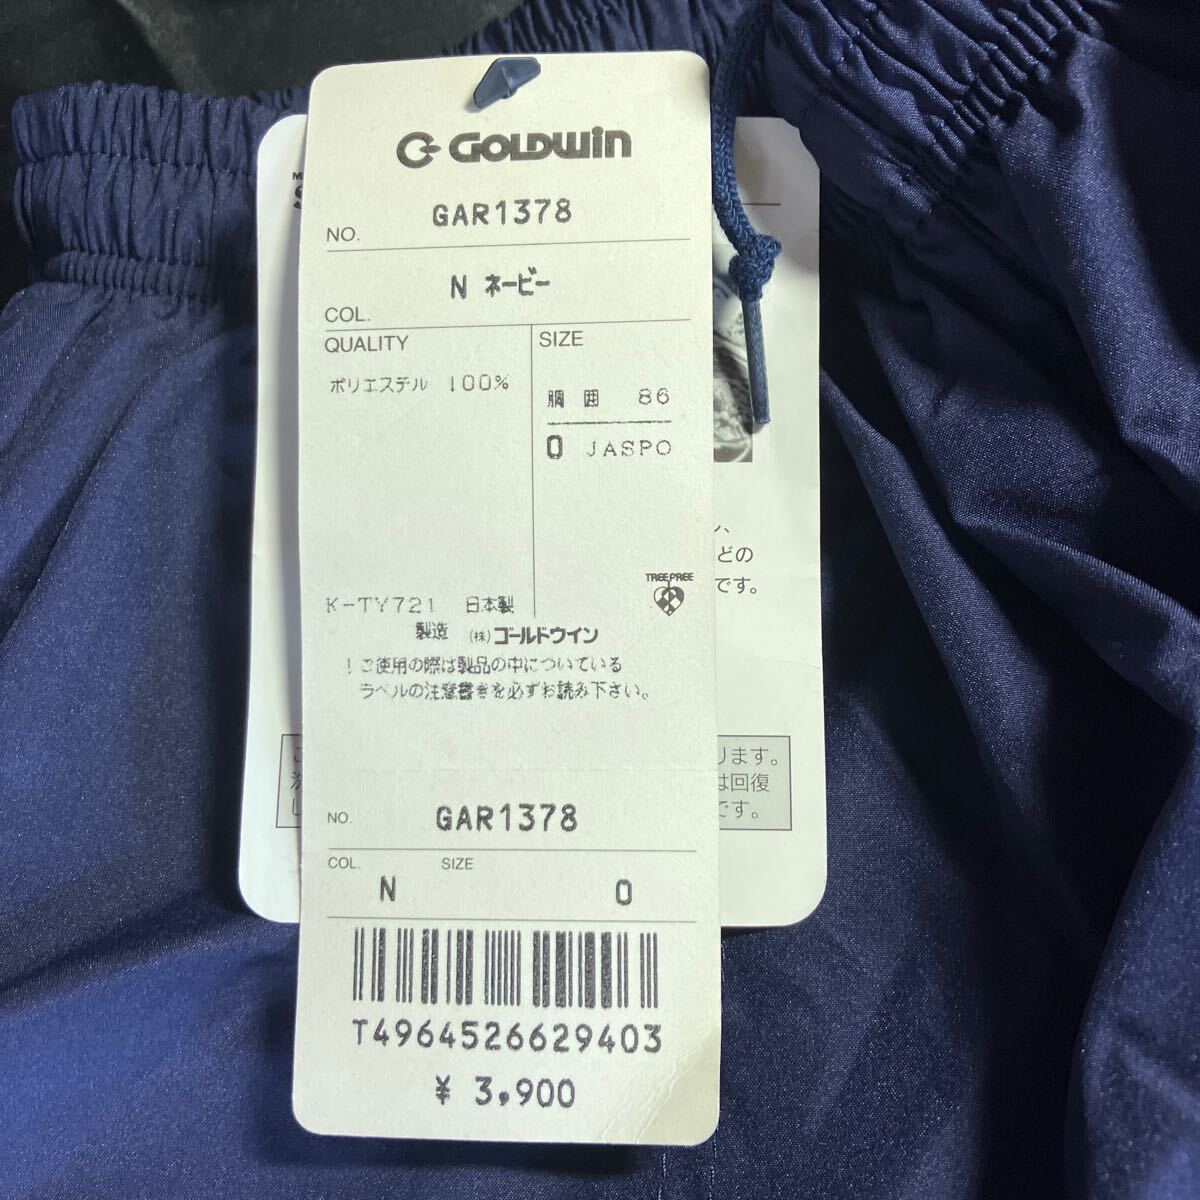 GOLDWIN
NO. GAR1378
COL. N ネービー
QUALITY
ポリエステル 100%
SIZE
胴囲 86
O JASPO
TREE FREE
K-TY721 日本製
製造 (株)ゴールドウイン
！ご使用の際は製品の中についている
ラベルの注意書きを必ずお読み下さい。
NO. GAR1378
COL. N SIZE O
T4964526629403
¥ 3,900
どの
です。
ります。
は回復
です。